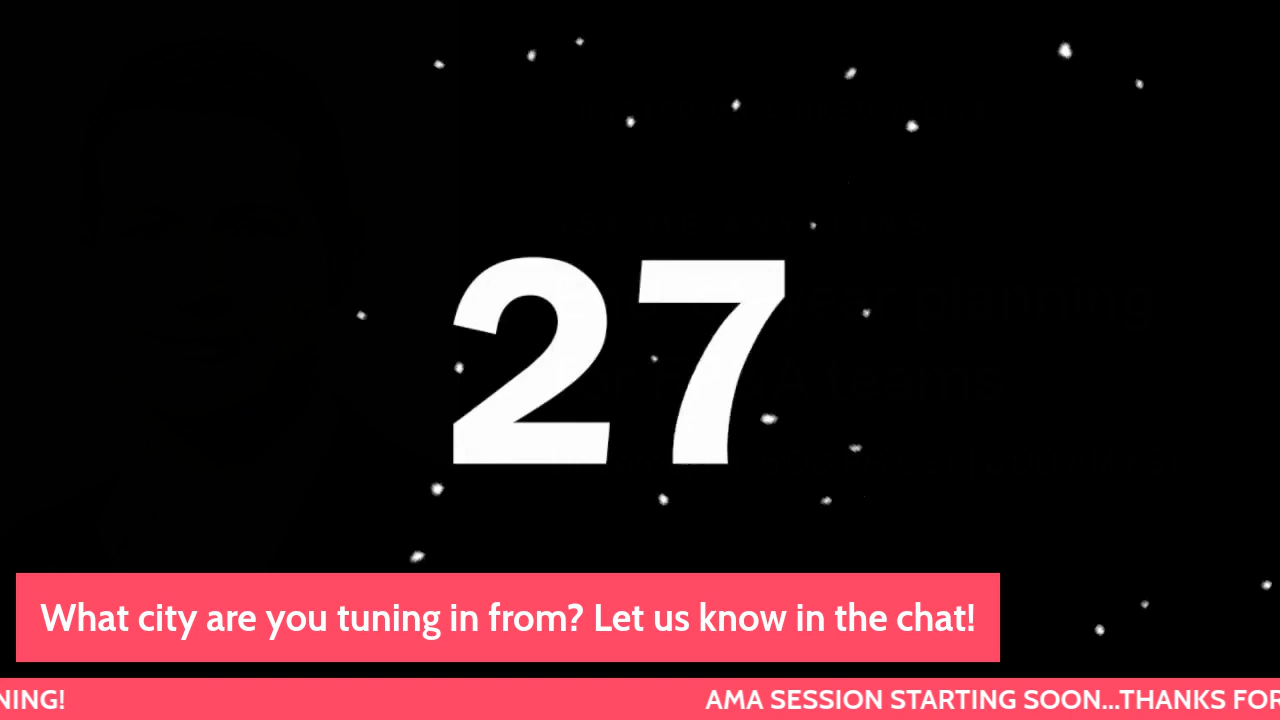 27
What city are you tuning in from? Let us know in the chat!
NING!
AMA SESSION STARTING SOON...THANKS FOR